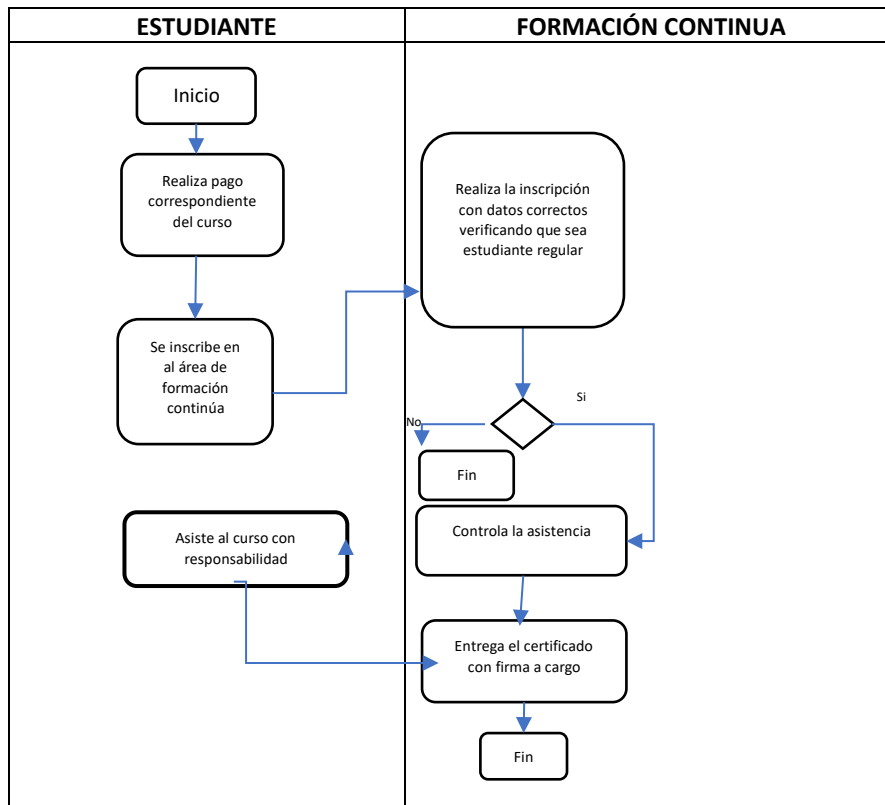 ESTUDIANTE
FORMACIÓN CONTINUA
Inicio
Realiza pago
correspondiente
del curso
Se inscribe en
al área de
formación
continúa
Realiza la inscripción
con datos correctos
verificando que sea
estudiante regular
Si
No
Fin
Asiste al curso con
responsabilidad
Controla la asistencia
Entrega el certificado
con firma a cargo
Fin